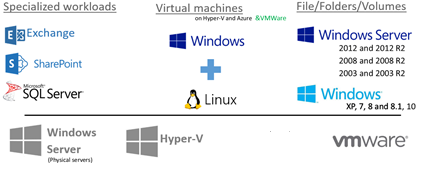 Specialized workloads
Exchange
SharePoint
Microsoft
SQL Server
Virtual machines
on Hyper-V and Azure &VMWare
Windows
Linux
File/Folders/Volumes
Windows Server
2012 and 2012 R2
2008 and 2008 R2
2003 and 2003 R2
Windows
XP, 7, 8 and 8.1, 10
Windows
Server
(Physical servers)
Hyper-V
vmware®